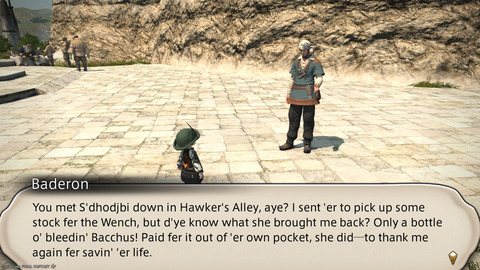 Baderon
You met S'dhodjbi down in Hawker's Alley, aye? I sent 'er to pick up some
stock fer the Wench, but d'ye know what she brought me back? Only a bottle
o' bleedin' Bacchus! Paid fer it out of 'er own pocket, she did─to thank me
again fer savin' 'er life.